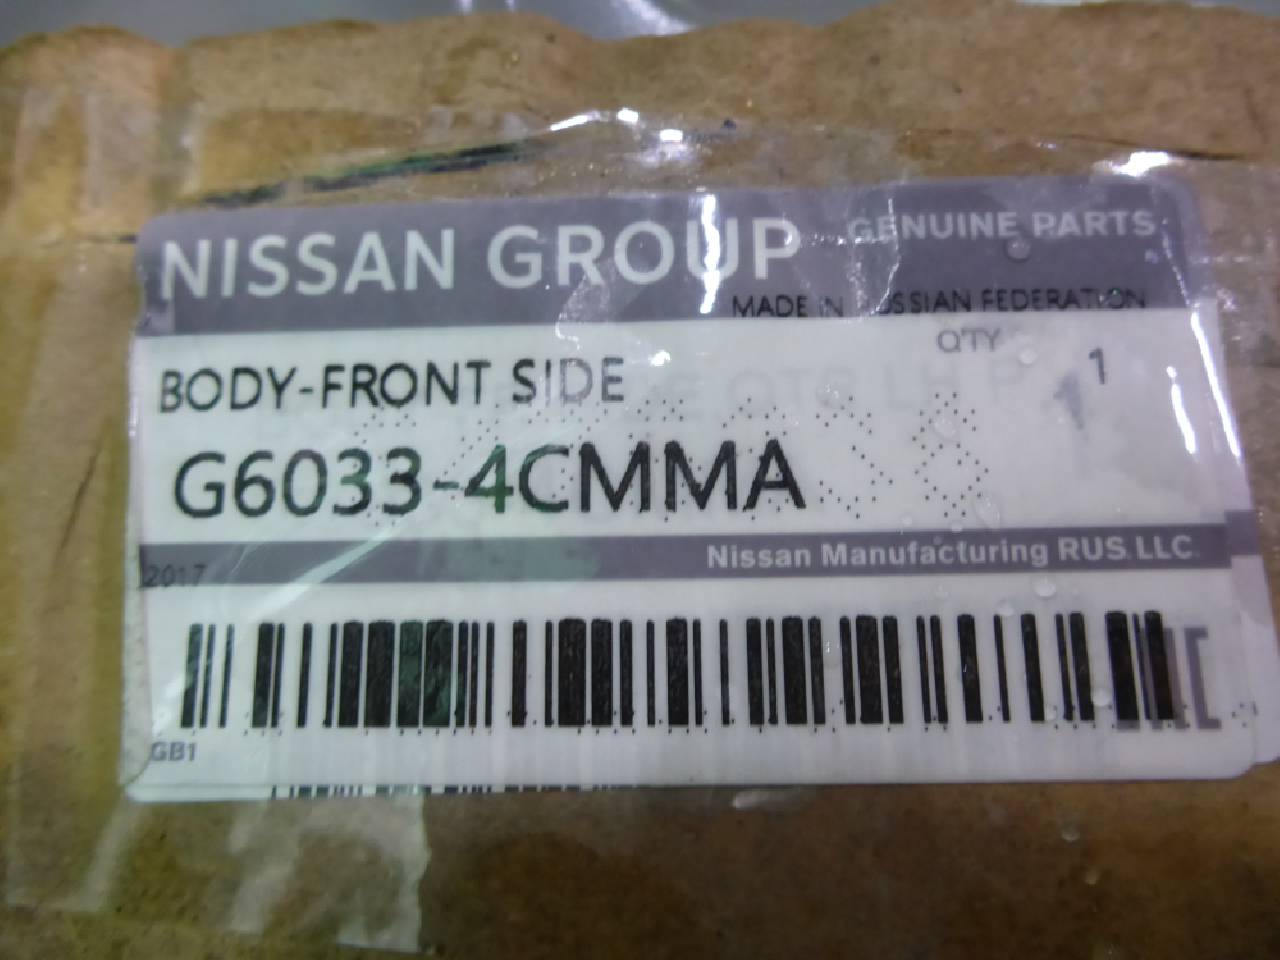 NISSAN GROUP GENUINE PARTS
MADE IN RUSSIAN FEDERATION
QTY
BODY-FRONT SIDE 1
G6033-4CMMA
Nissan Manufacturing RUS LLC
2017
GB1